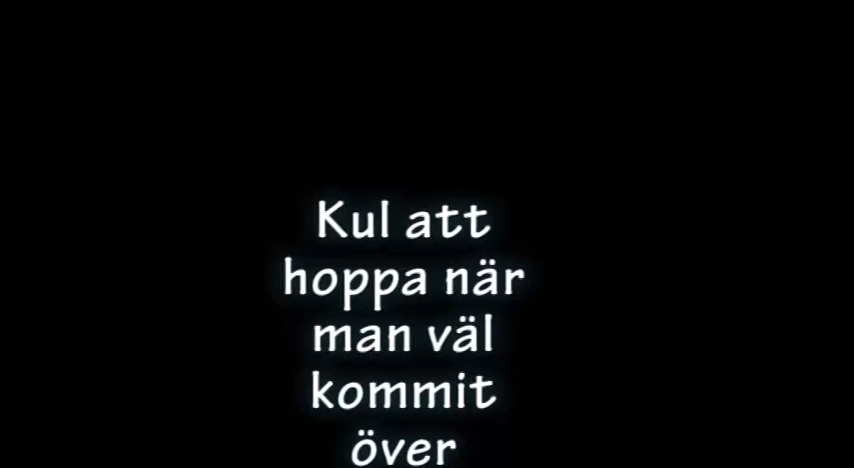 Kul att
hoppa när
man väl
kommit
över